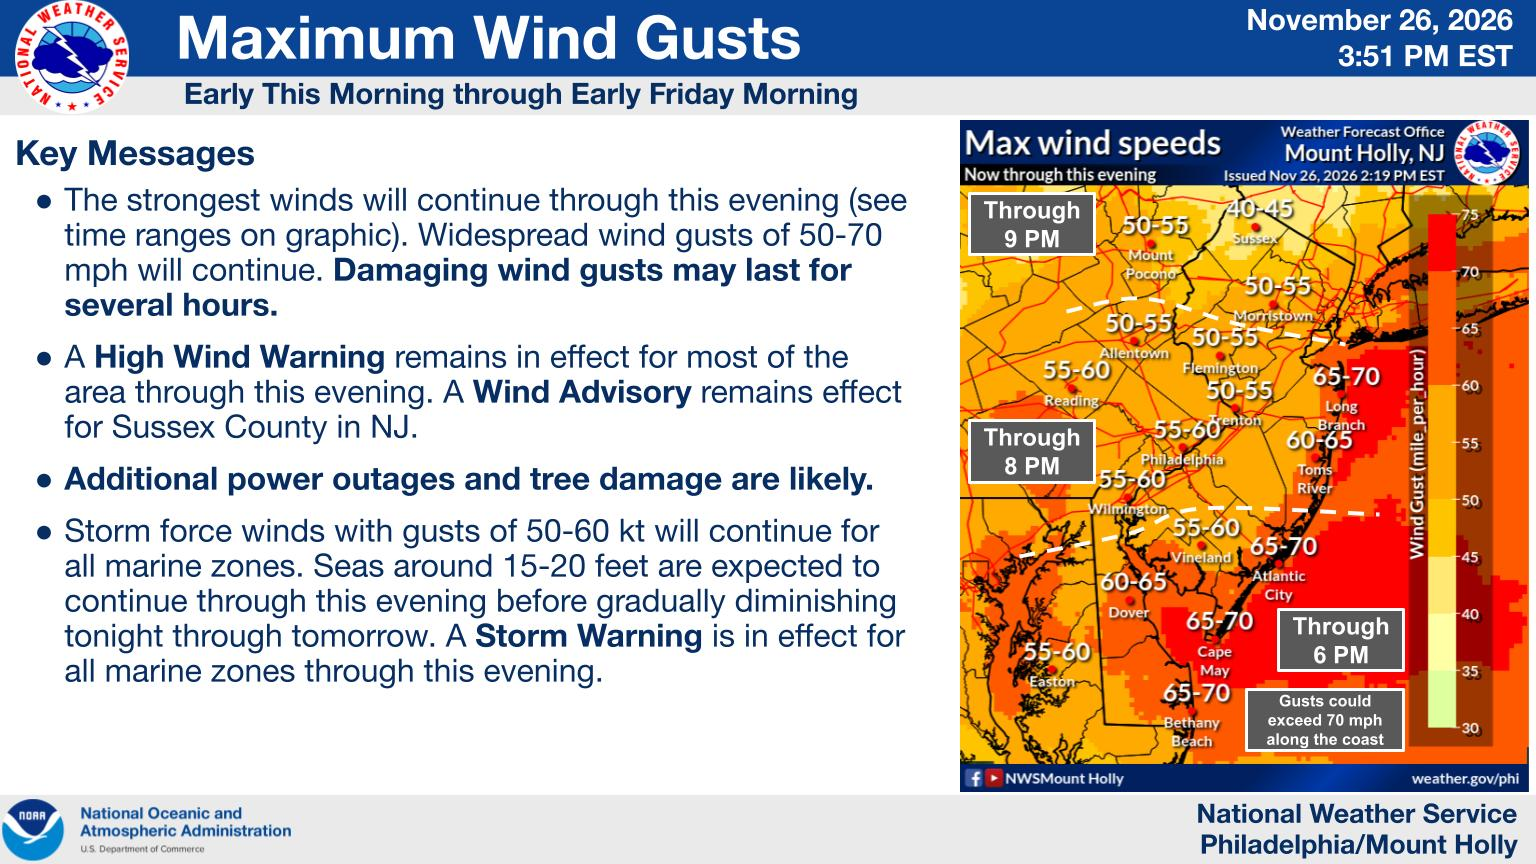 Maximum Wind Gusts
November 26, 2026
3:51 PM EST
Early This Morning through Early Friday Morning
NATIONAL WEATHER SERVICE
Key Messages
● The strongest winds will continue through this evening (see
time ranges on graphic). Widespread wind gusts of 50-70
mph will continue. Damaging wind gusts may last for
several hours.
● A High Wind Warning remains in effect for most of the
area through this evening. A Wind Advisory remains effect
for Sussex County in NJ.
● Additional power outages and tree damage are likely.
● Storm force winds with gusts of 50-60 kt will continue for
all marine zones. Seas around 15-20 feet are expected to
continue through this evening before gradually diminishing
tonight through tomorrow. A Storm Warning is in effect for
all marine zones through this evening.
Max wind speeds
Now through this evening
Weather Forecast Office
Mount Holly, NJ
Issued Nov 26, 2026 2:19 PM EST
NATIONAL WEATHER SERVICE
Through
9 PM
50-55
Mount
Pocono
40-45
Sussex
50-55
Morristown
50-55
Allentown
50-55
Flemington
55-60
Reading
50-55
Trenton
65-70
Long
Branch
Through
8 PM
55-60
Philadelphia
60-65
Toms
River
55-60
Wilmington
55-60
Vineland
65-70
Atlantic
City
60-65
Dover
65-70
Cape
May
Through
6 PM
55-60
Easton
65-70
Bethany
Beach
Gusts could
exceed 70 mph
along the coast
Wind Gust (mile_per_hour)
75
70
65
60
55
50
45
40
35
30
NWSMount Holly
weather.gov/phi
NOAA
National Oceanic and
Atmospheric Administration
U.S. Department of Commerce
National Weather Service
Philadelphia/Mount Holly